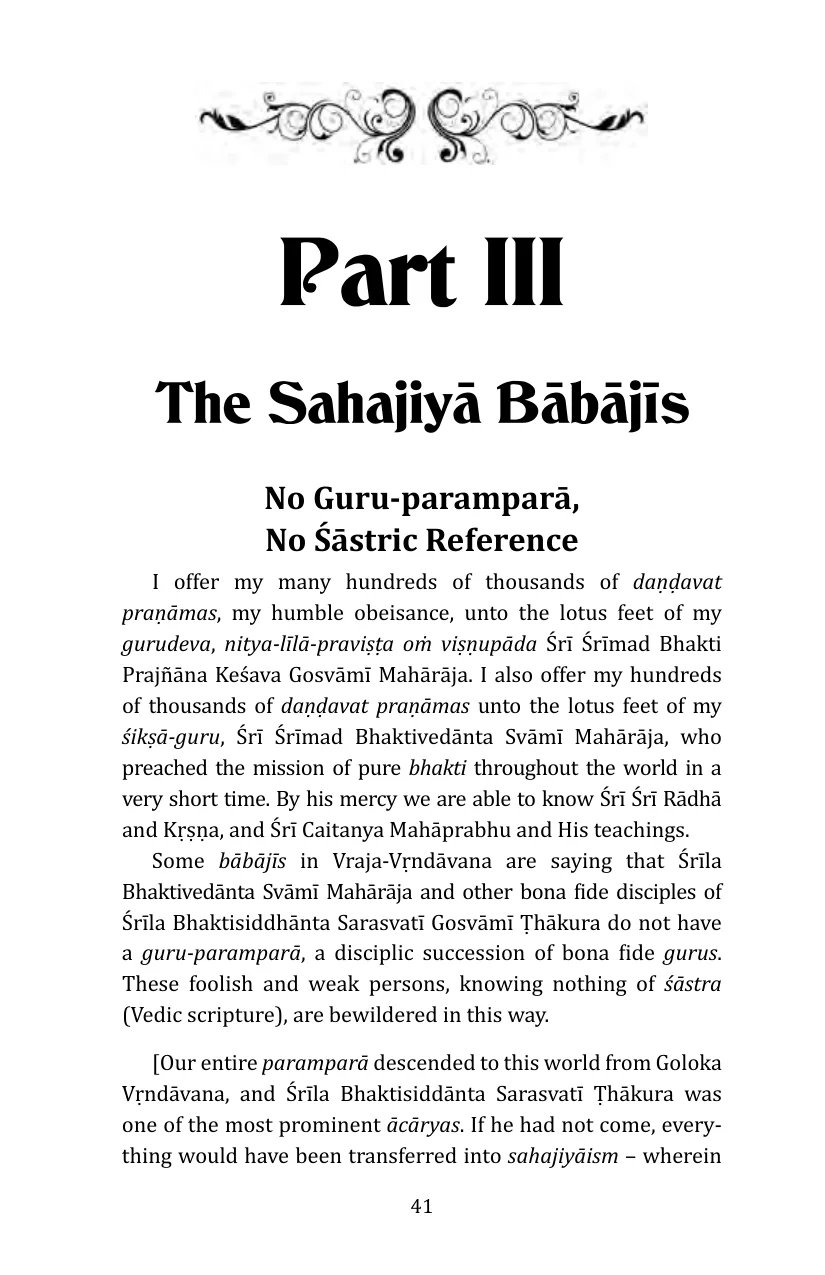 Part III
The Sahajiyā Bābājīs
No Guru-paramparā,
No Śāstric Reference
I offer my many hundreds of thousands of daṇḍavat
praṇāmas, my humble obeisance, unto the lotus feet of my
gurudeva, nitya-līlā-praviṣṭa oṁ viṣṇupāda Śrī Śrīmad Bhakti
Prajñāna Keśava Gosvāmī Mahārāja. I also offer my hundreds
of thousands of daṇḍavat praṇāmas unto the lotus feet of my
śikṣā-guru, Śrī Śrīmad Bhaktivedānta Svāmī Mahārāja, who
preached the mission of pure bhakti throughout the world in a
very short time. By his mercy we are able to know Śrī Śrī Rādhā
and Kṛṣṇa, and Śrī Caitanya Mahāprabhu and His teachings.
Some bābājīs in Vraja-Vṛndāvana are saying that Śrīla
Bhaktivedānta Svāmī Mahārāja and other bona fide disciples of
Śrīla Bhaktisiddhānta Sarasvatī Gosvāmī Ṭhākura do not have
a guru-paramparā, a disciplic succession of bona fide gurus.
These foolish and weak persons, knowing nothing of śāstra
(Vedic scripture), are bewildered in this way.
[Our entire paramparā descended to this world from Goloka
Vṛndāvana, and Śrīla Bhaktisiddānta Sarasvatī Ṭhākura was
one of the most prominent ācāryas. If he had not come, every-
thing would have been transferred into sahajiyāism – wherein
41